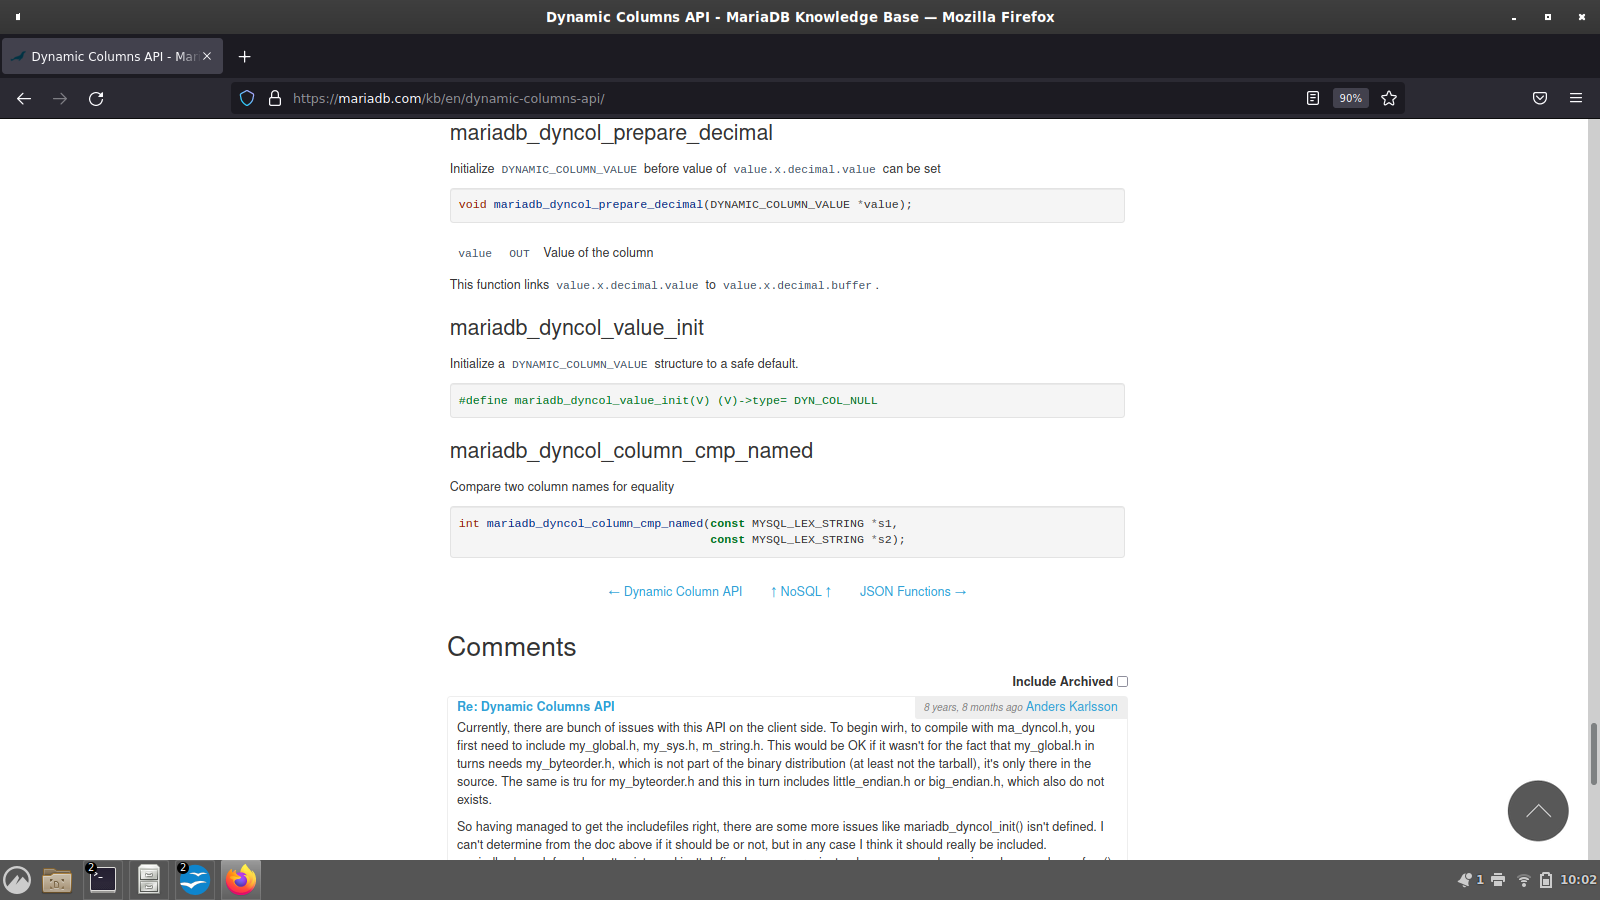 Dynamic Columns API - MariaDB Knowledge Base — Mozilla Firefox
Dynamic Columns API - Mar
https://mariadb.com/kb/en/dynamic-columns-api/
90%
mariadb_dyncol_prepare_decimal
Initialize DYNAMIC_COLUMN_VALUE before value of value.x.decimal.value can be set
void mariadb_dyncol_prepare_decimal(DYNAMIC_COLUMN_VALUE *value);
value OUT Value of the column
This function links value.x.decimal.value to value.x.decimal.buffer.
mariadb_dyncol_value_init
Initialize a DYNAMIC_COLUMN_VALUE structure to a safe default.
#define mariadb_dyncol_value_init(V) (V)->type= DYN_COL_NULL
mariadb_dyncol_column_cmp_named
Compare two column names for equality
int mariadb_dyncol_column_cmp_named(const MYSQL_LEX_STRING *s1,
const MYSQL_LEX_STRING *s2);
← Dynamic Column API ↑ NoSQL ↑ JSON Functions →
Comments
Include Archived
Re: Dynamic Columns API 8 years, 8 months ago Anders Karlsson
Currently, there are bunch of issues with this API on the client side. To begin wirh, to compile with ma_dyncol.h, you
first need to include my_global.h, my_sys.h, m_string.h. This would be OK if it wasn't for the fact that my_global.h in
turns needs my_byteorder.h, which is not part of the binary distribution (at least not the tarball), it's only there in the
source. The same is tru for my_byteorder.h and this in turn includes little_endian.h or big_endian.h, which also do not
exists.
So having managed to get the includefiles right, there are some more issues like mariadb_dyncol_init() isn't defined. I
can't determine from the doc above if it should be or not, but in any case I think it should really be included.
2 2 1 10:02